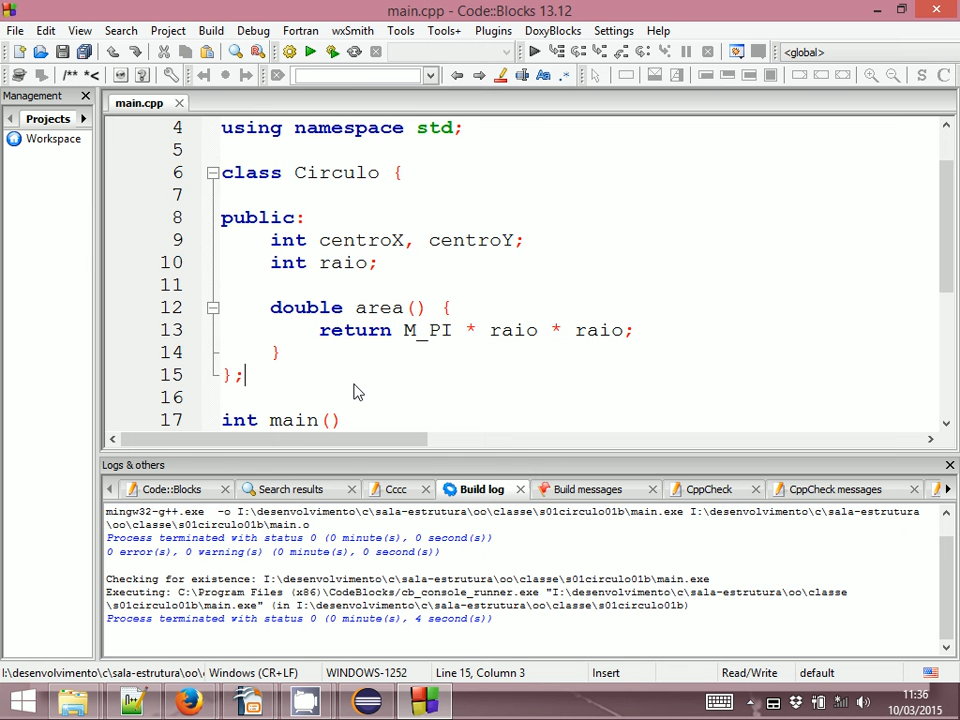 main.cpp - Code::Blocks 13.12
File Edit View Search Project Build Debug Fortran wxSmith Tools Tools+ Plugins DoxyBlocks Settings Help
<global>
/** *< Aa .* S C
Management
main.cpp
Projects
Workspace
4 using namespace std;
5
6 class Circulo {
7
8 public:
9 int centroX, centroY;
10 int raio;
11
12 double area() {
13 return M_PI * raio * raio;
14 }
15 };
16
17 int main()
Logs & others
Code::Blocks Search results Cccc Build log Build messages CppCheck CppCheck messages
mingw32-g++.exe -o I:\desenvolvimento\c\sala-estrutura\oo\classe\s01circulo01b\main.exe I:\desenvolvimento\c\sala-estrutura
\oo\classe\s01circulo01b\main.o
Process terminated with status 0 (0 minute(s), 0 second(s))
0 error(s), 0 warning(s) (0 minute(s), 0 second(s))
Checking for existence: I:\desenvolvimento\c\sala-estrutura\oo\classe\s01circulo01b\main.exe
Executing: C:\Program Files (x86)\CodeBlocks/cb_console_runner.exe "I:\desenvolvimento\c\sala-estrutura\oo\classe
\s01circulo01b\main.exe" (in I:\desenvolvimento\c\sala-estrutura\oo\classe\s01circulo01b)
Process terminated with status 0 (0 minute(s), 4 second(s))
I:\desenvolvimento\c\sala-estrutura\oo\ Windows (CR+LF) WINDOWS-1252 Line 15, Column 3 Insert Read/Write default
11:36
10/03/2015